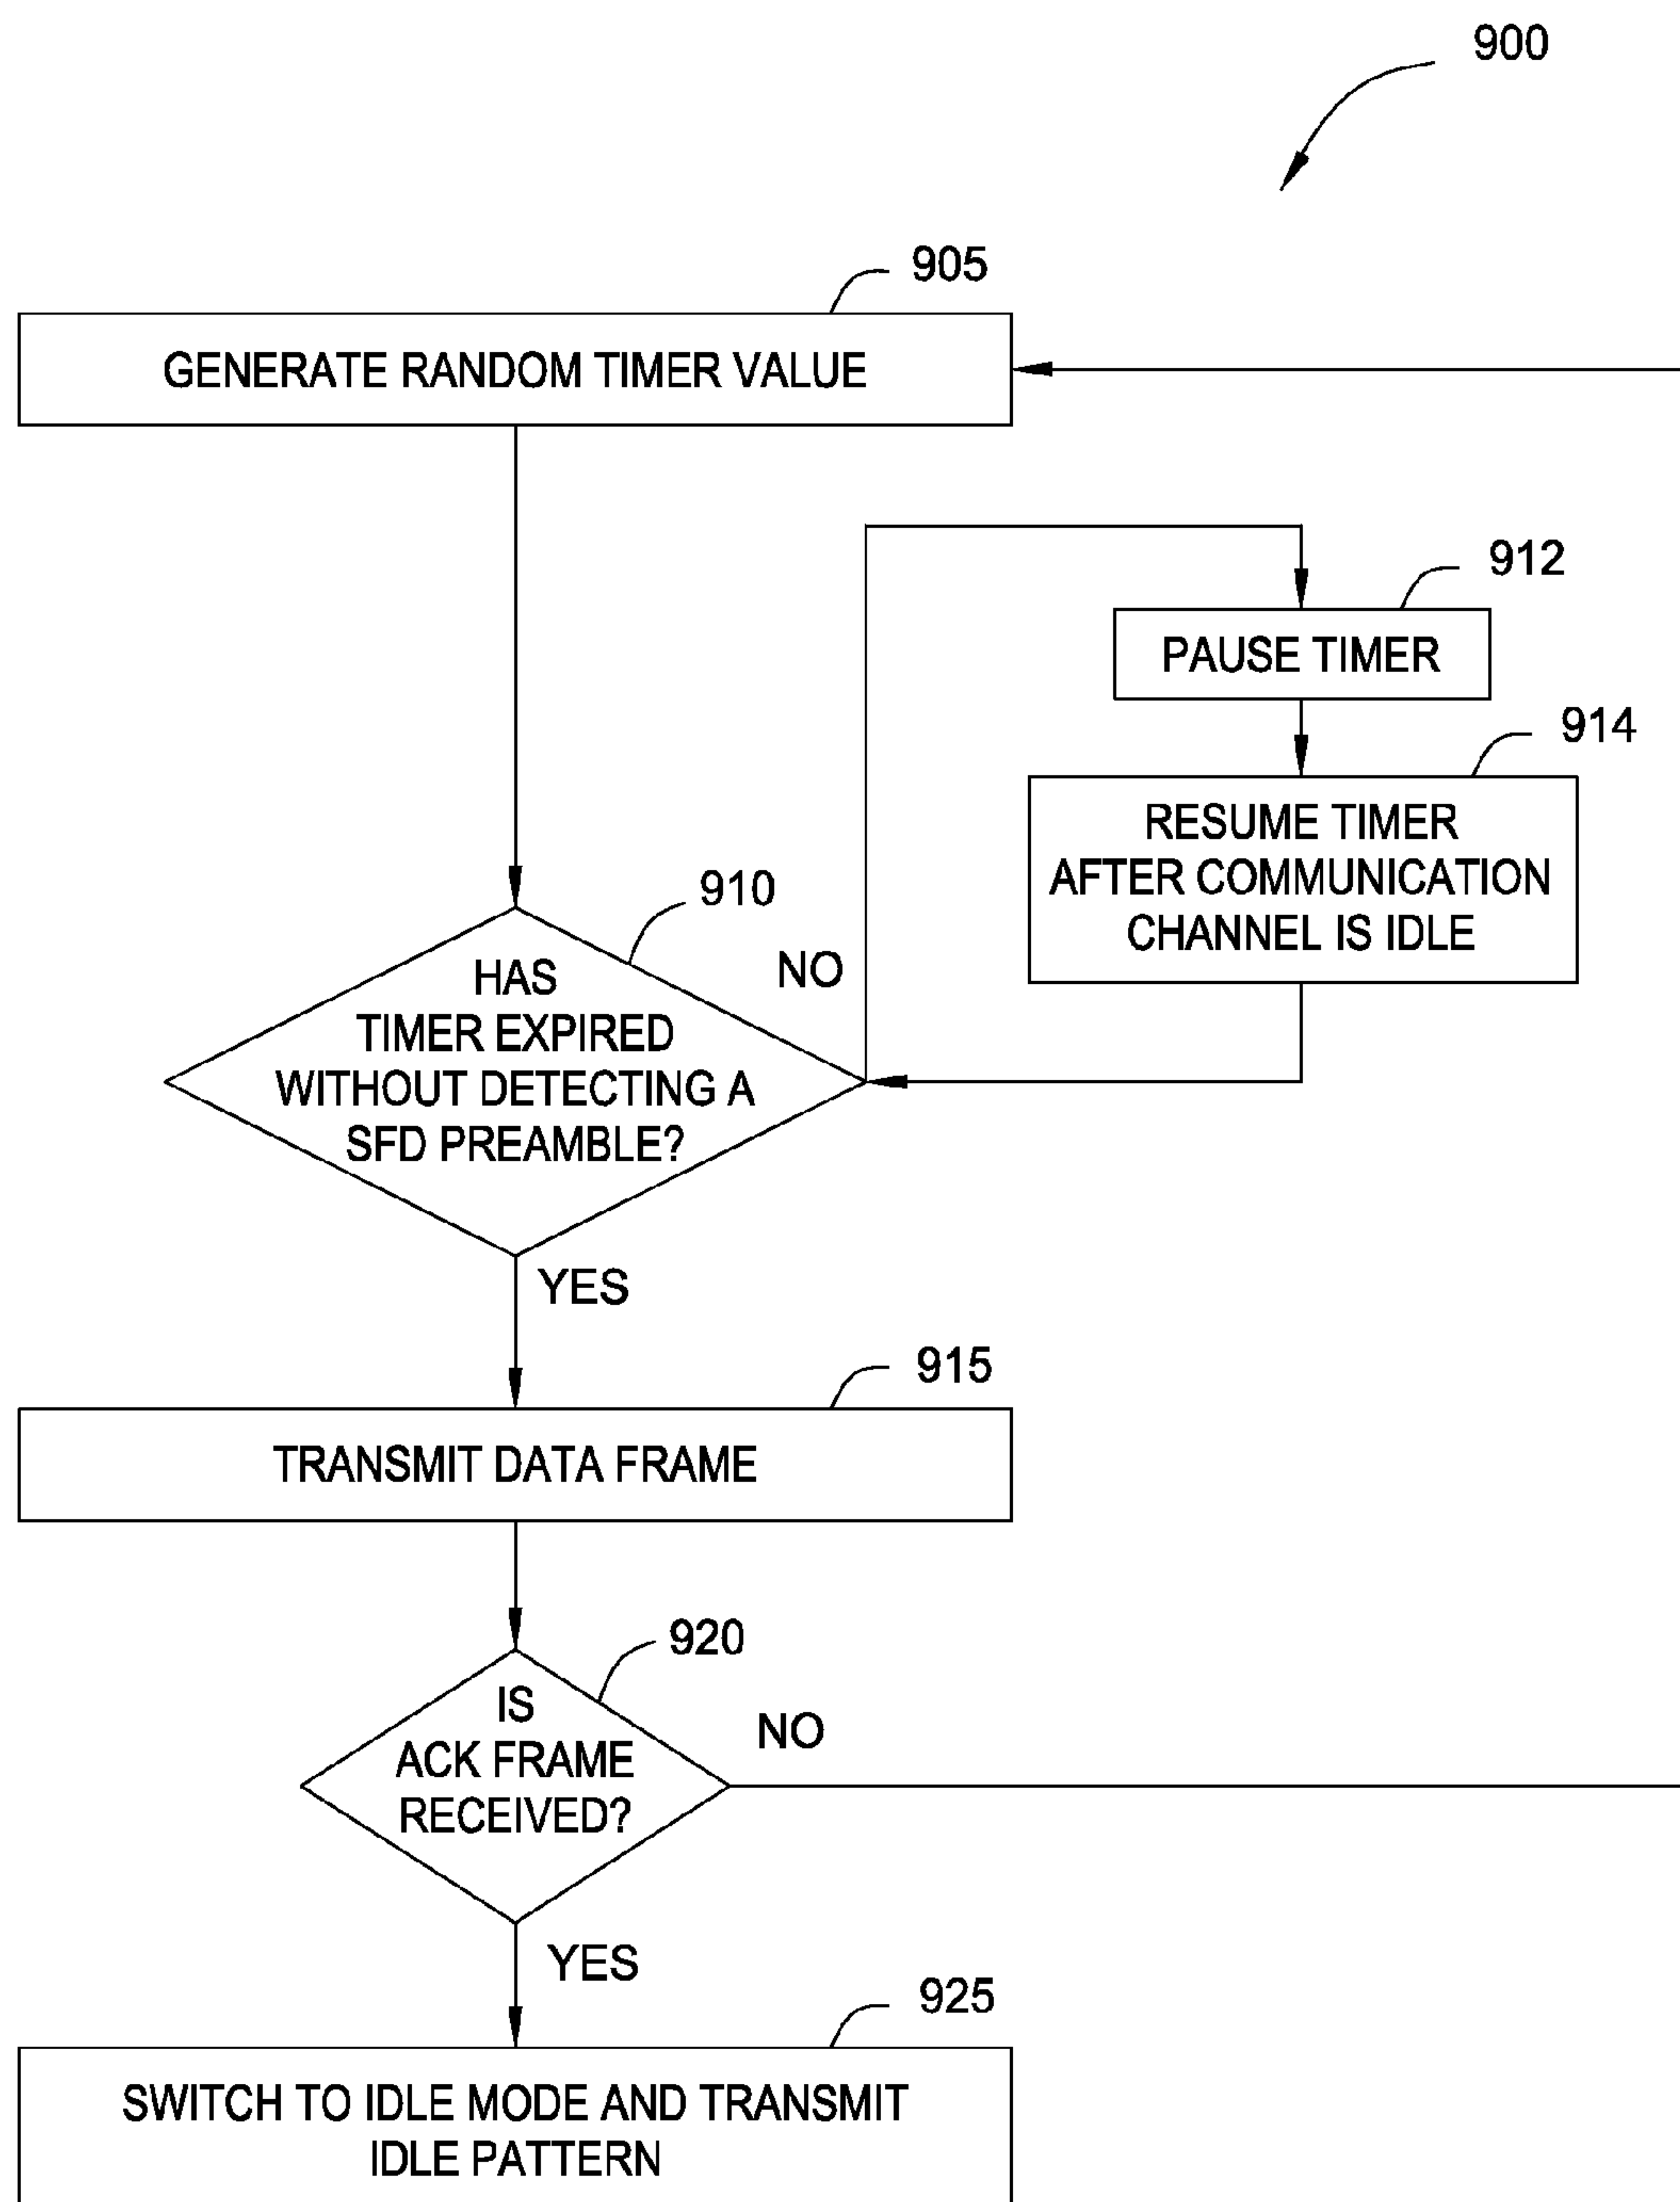 900
905
GENERATE RANDOM TIMER VALUE
912
PAUSE TIMER
914
RESUME TIMER
AFTER COMMUNICATION
CHANNEL IS IDLE
910
NO
HAS
TIMER EXPIRED
WITHOUT DETECTING A
SFD PREAMBLE?
YES
915
TRANSMIT DATA FRAME
920
IS
ACK FRAME
RECEIVED?
NO
YES
925
SWITCH TO IDLE MODE AND TRANSMIT
IDLE PATTERN